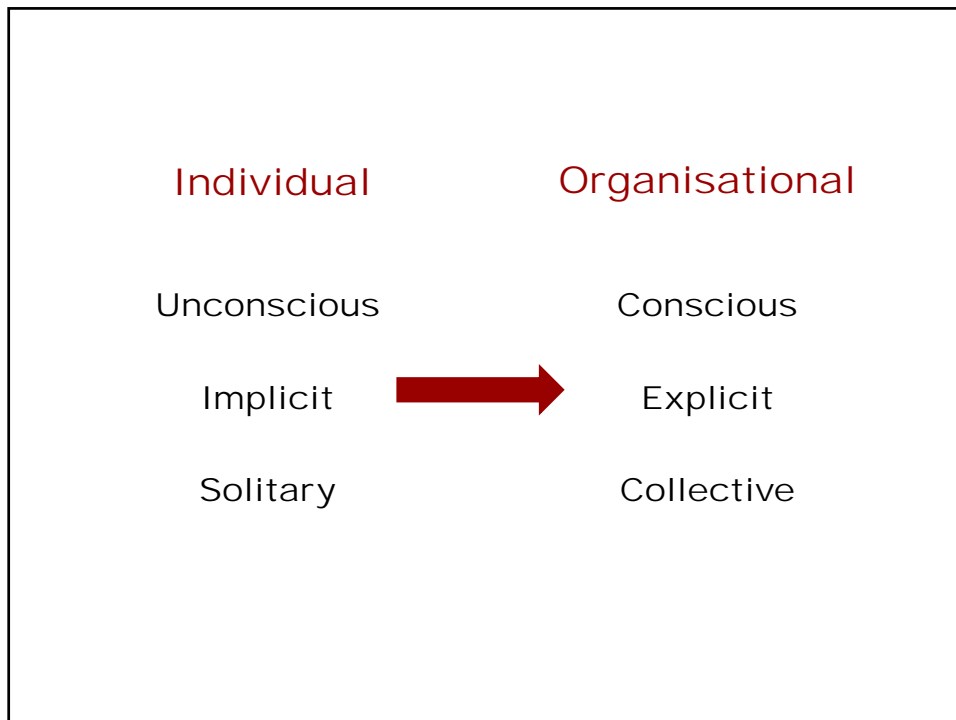 Individual Organisational
Unconscious Conscious
Implicit Explicit
Solitary Collective